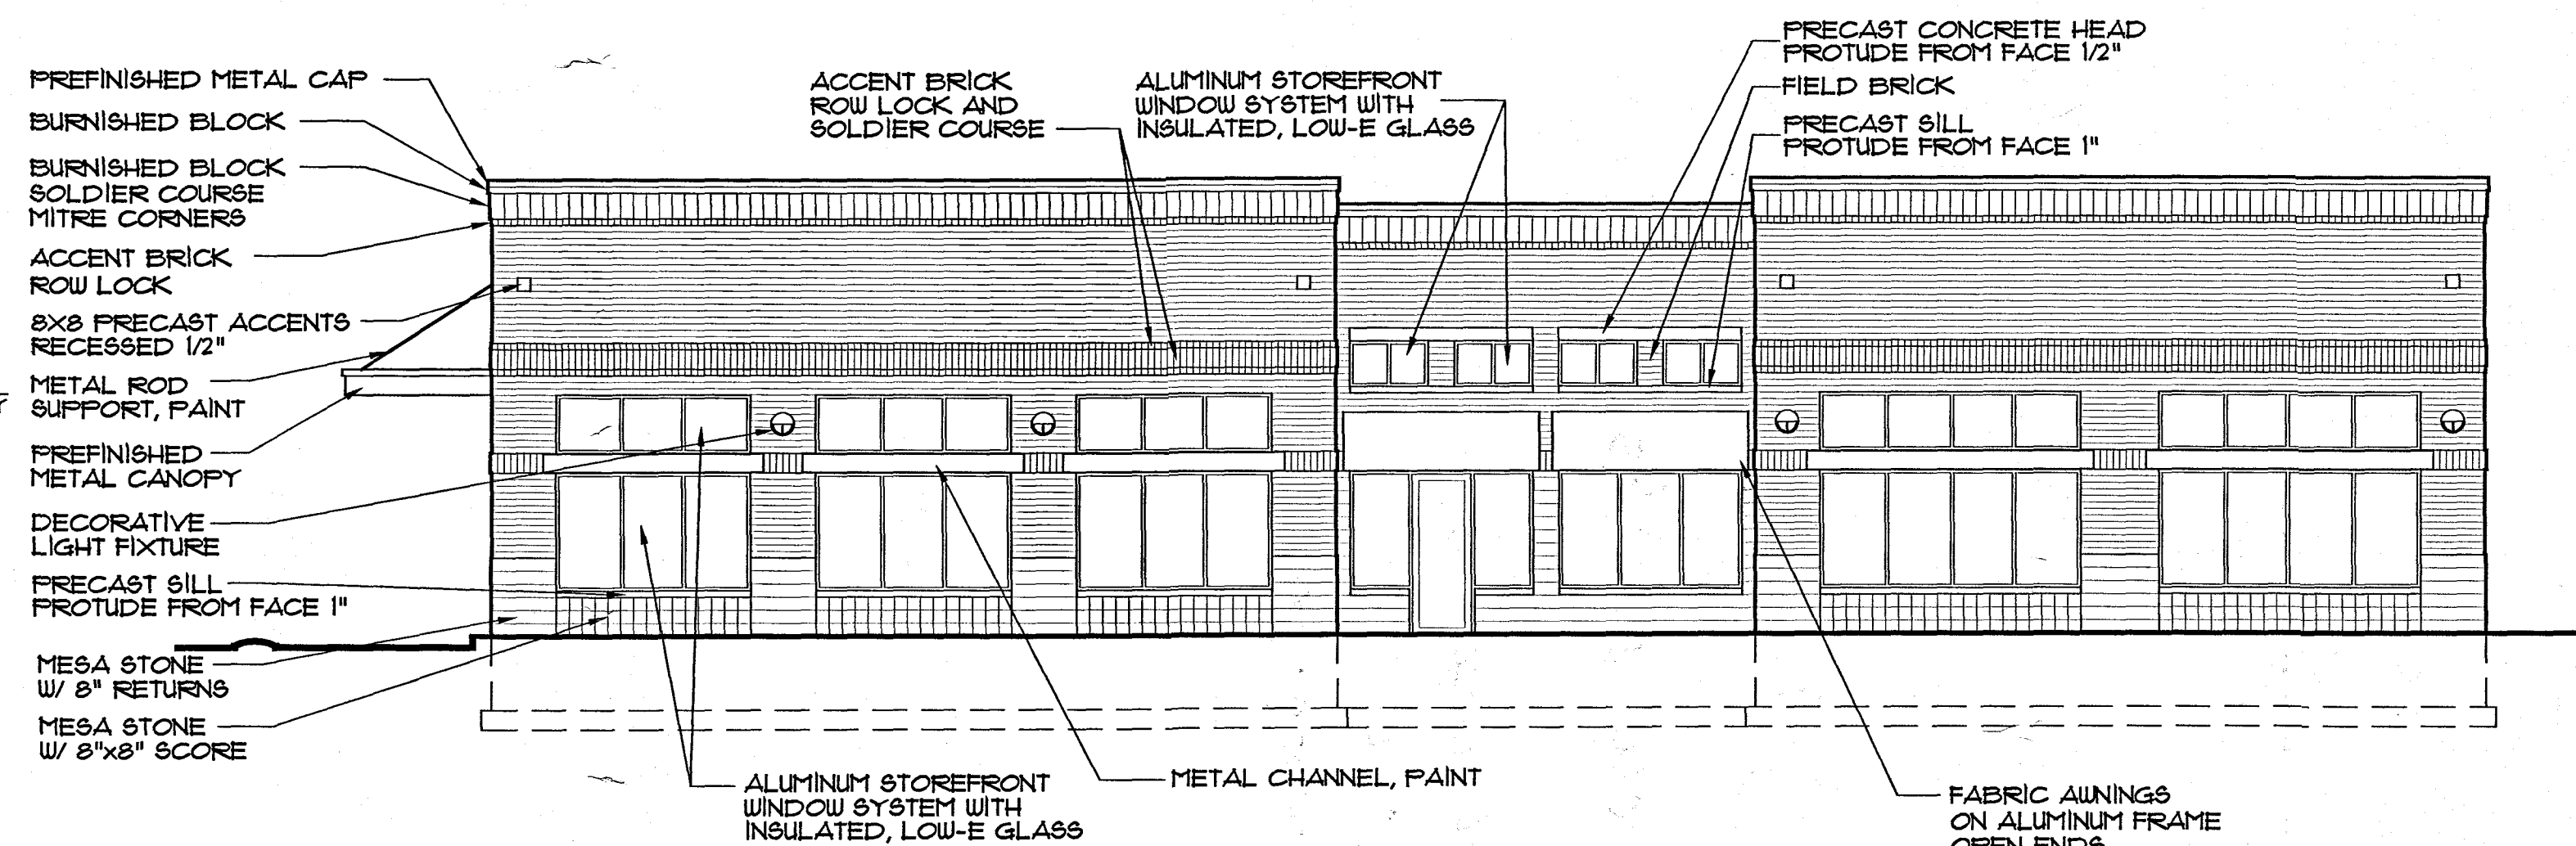 PREFINISHED METAL CAP
BURNISHED BLOCK
BURNISHED BLOCK
SOLDIER COURSE
MITRE CORNERS
ACCENT BRICK
ROW LOCK
8X8 PRECAST ACCENTS
RECESSED 1/2"
METAL ROD
SUPPORT, PAINT
PREFINISHED
METAL CANOPY
DECORATIVE
LIGHT FIXTURE
PRECAST SILL
PROTUDE FROM FACE 1"
MESA STONE
W/ 8" RETURNS
MESA STONE
W/ 8"x8" SCORE
ACCENT BRICK
ROW LOCK AND
SOLDIER COURSE
ALUMINUM STOREFRONT
WINDOW SYSTEM WITH
INSULATED, LOW-E GLASS
PRECAST CONCRETE HEAD
PROTUDE FROM FACE 1/2"
FIELD BRICK
PRECAST SILL
PROTUDE FROM FACE 1"
ALUMINUM STOREFRONT
WINDOW SYSTEM WITH
INSULATED, LOW-E GLASS
METAL CHANNEL, PAINT
FABRIC AWNINGS
ON ALUMINUM FRAME
OPEN ENDS